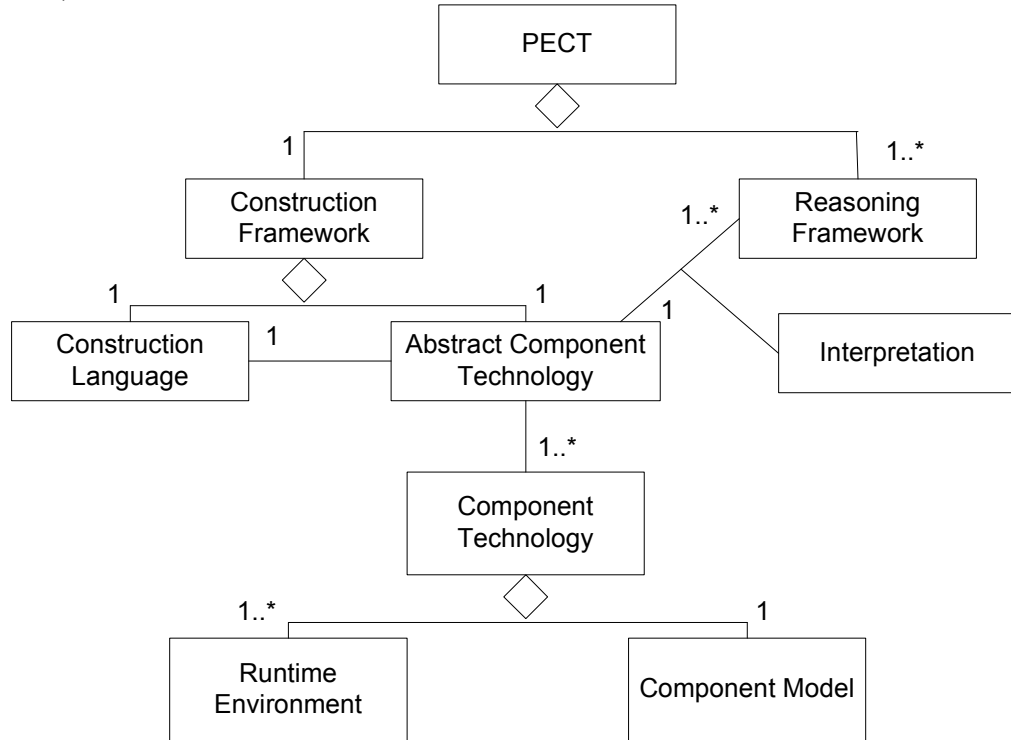 PECT
1
1..*
Construction
Framework
1..*
Reasoning
Framework
1
1
1
1
Construction
Language
Abstract Component
Technology
Interpretation
1..*
Component
Technology
1..*
1
Runtime
Environment
Component Model